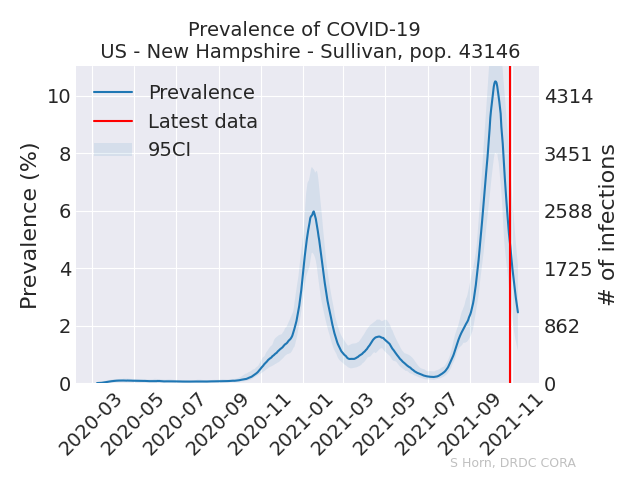 Prevalence of COVID-19
US - New Hampshire - Sullivan, pop. 43146
Prevalence
Latest data
95CI
Prevalence (%)
10
8
6
4
2
0
4314
3451
2588
1725
862
0
# of infections
2020-03
2020-05
2020-07
2020-09
2020-11
2021-01
2021-03
2021-05
2021-07
2021-09
2021-11
S Horn, DRDC CORA